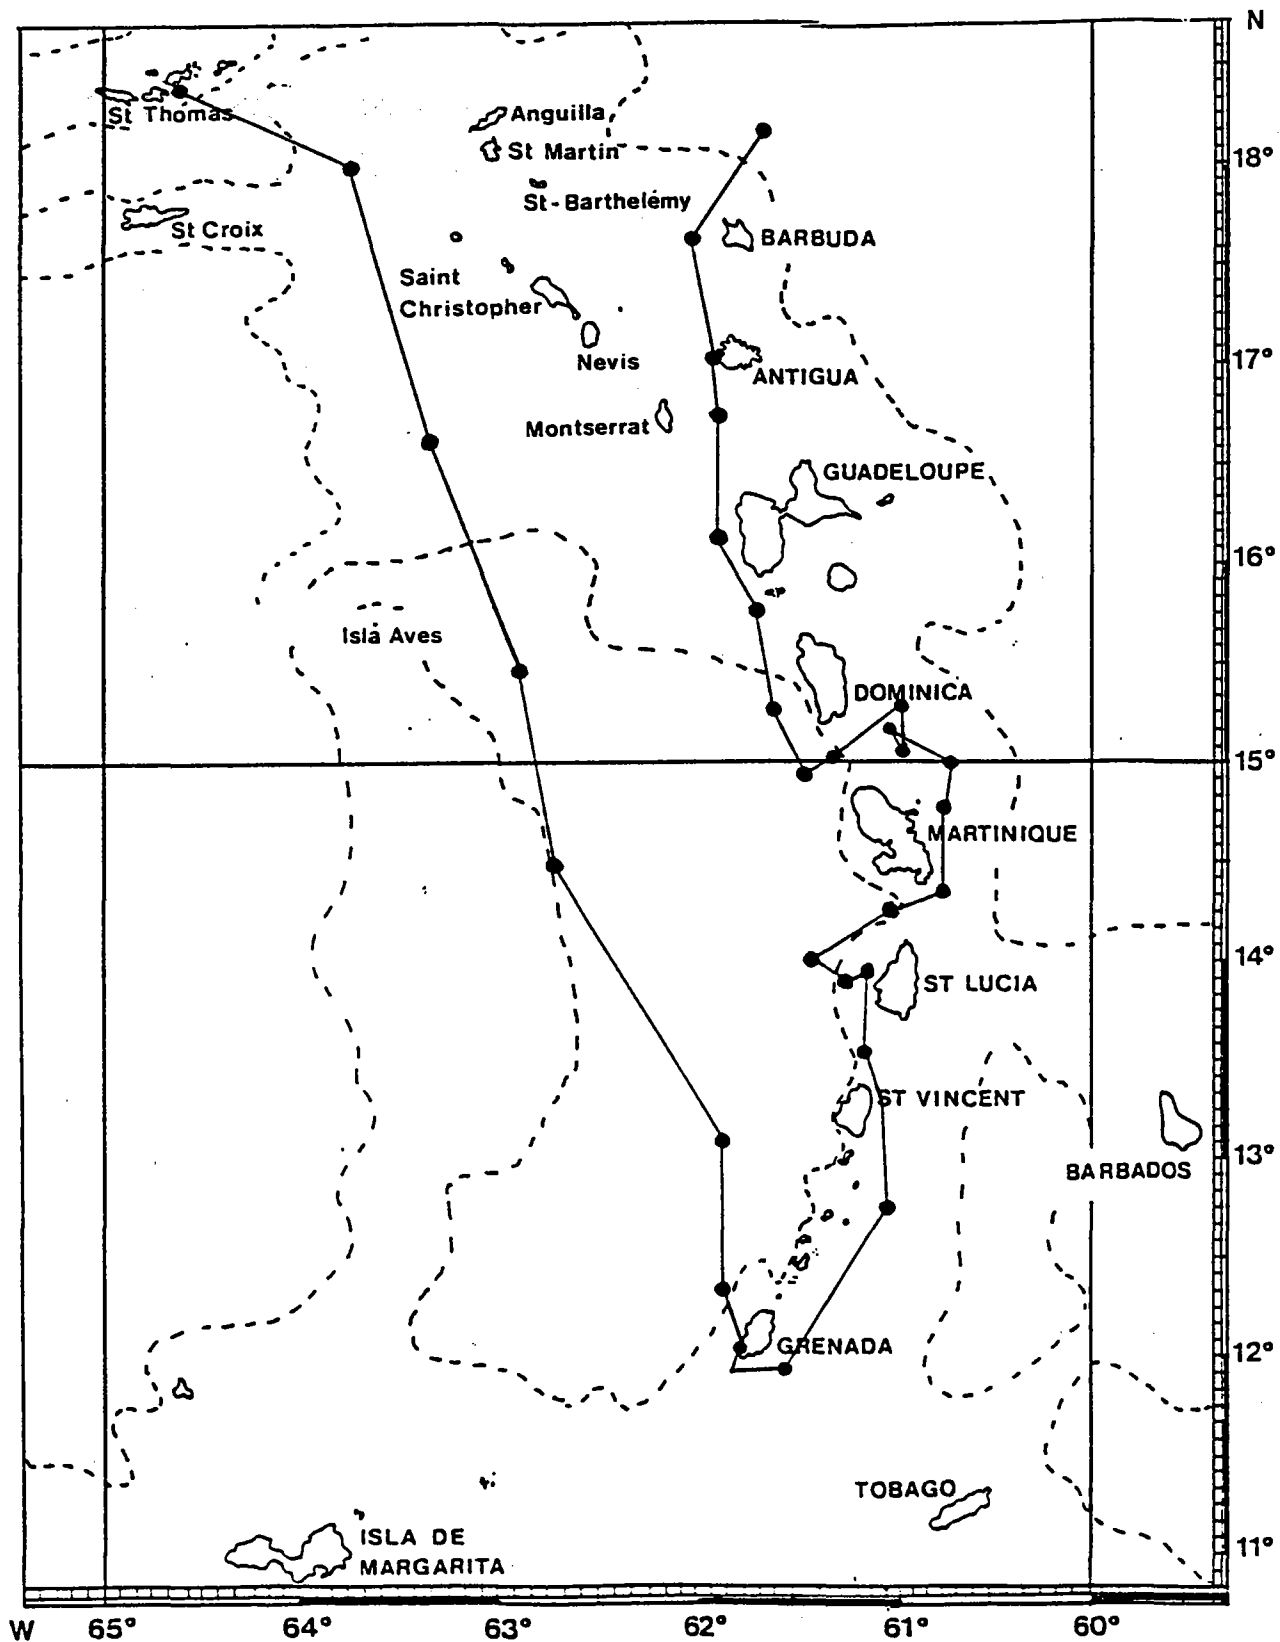 N
St Thomas
Anguilla
St Martin
18°
St-Barthelémy
St Croix
BARBUDA
Saint
Christopher
Nevis
17°
ANTIGUA
Montserrat
GUADELOUPE
16°
Isla Aves
DOMINICA
15°
MARTINIQUE
14°
ST LUCIA
ST VINCENT
13°
BARBADOS
12°
GRENADA
TOBAGO
11°
ISLA DE
MARGARITA
W 65° 64° 63° 62° 61° 60°